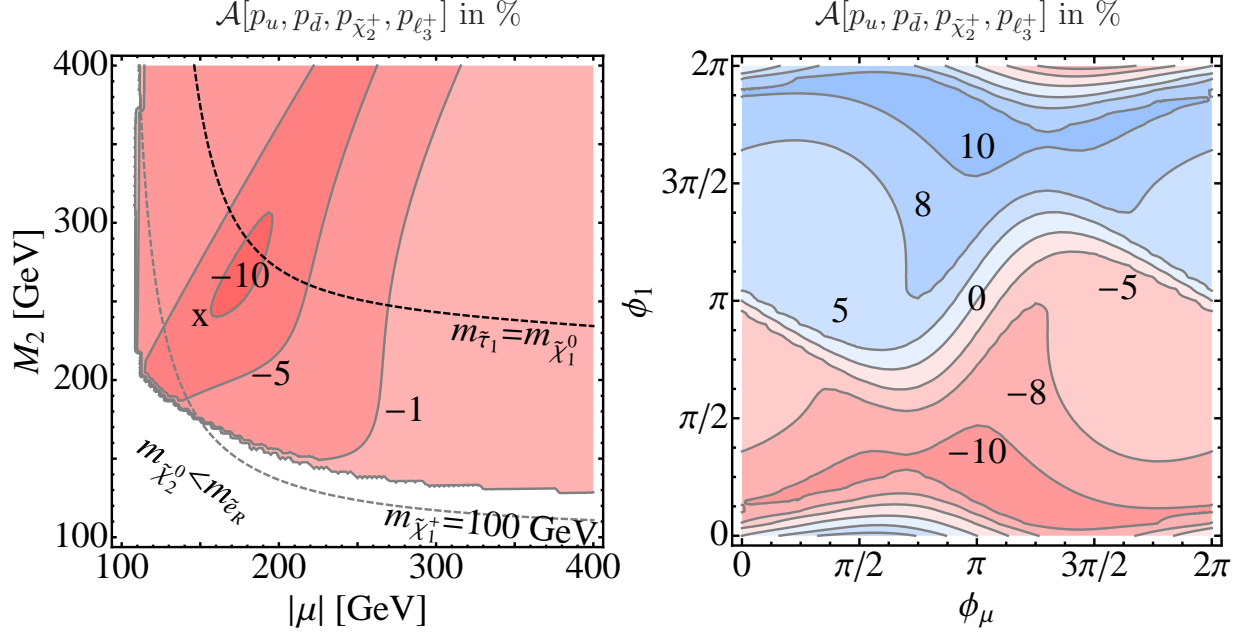 𝒜[p_u, p_d̄, p_χ̃₂⁺, p_ℓ₃⁺] in %
400
300
200
100
M₂ [GeV]
−10
x
−5
−1
m_τ̃₁=m_χ̃₁⁰
m_χ̃₂⁰<m_ẽ_R
m_χ̃₁⁺=100 GeV
100 200 300 400
|μ| [GeV]
𝒜[p_u, p_d̄, p_χ̃₂⁺, p_ℓ₃⁺] in %
2π
3π/2
π
π/2
0
ϕ₁
10
8
5
0
−5
−8
−10
0 π/2 π 3π/2 2π
ϕ_μ